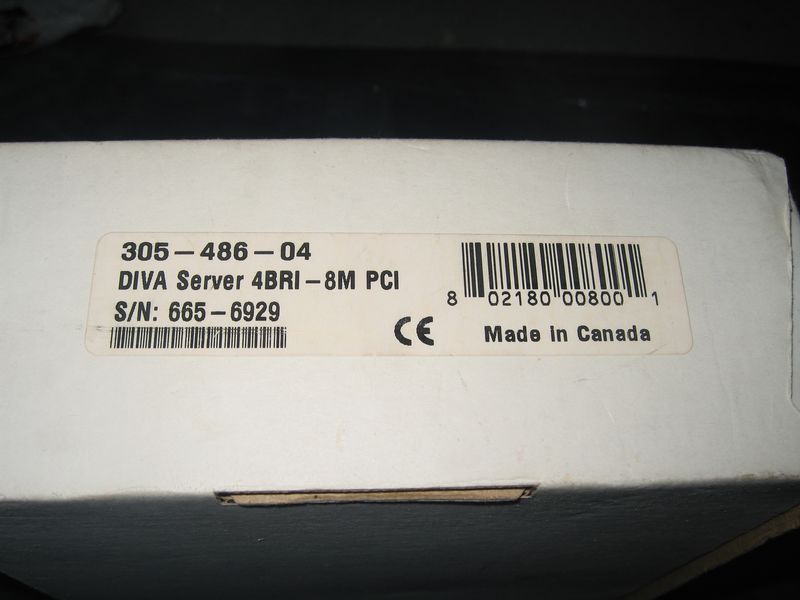 305-486-04
DIVA Server 4BRI-8M PCI
S/N: 665-6929
CE
8 02180 00800 1
Made in Canada